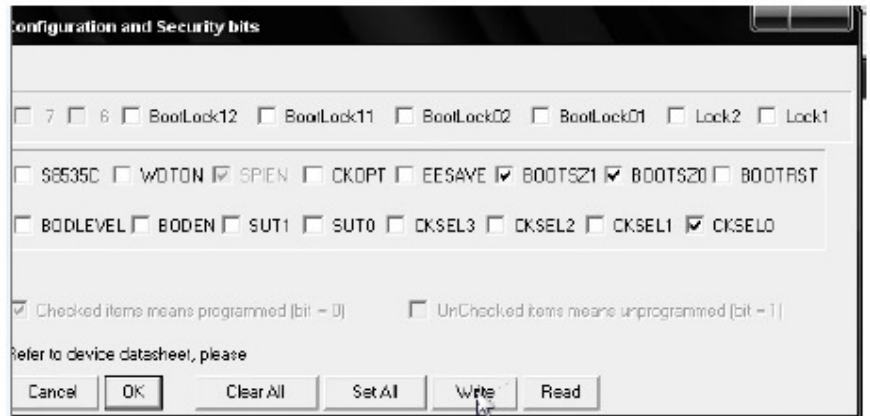 onfiguration and Security bits
7 6 BootLock12 BootLock11 BootLock02 BootLock01 Lock2 Lock1
S8535C WDTON SPIEN CKOPT EESAVE BOOTSZ1 BOOTSZ0 BOOTRST
BODLEVEL BODEN SUT1 SUT0 CKSEL3 CKSEL2 CKSEL1 CKSEL0
Checked items means programmed (bit = 0) UnChecked items means unprogrammed (bit = 1)
Refer to device datasheet, please
Cancel OK Clear All Set All Write Read